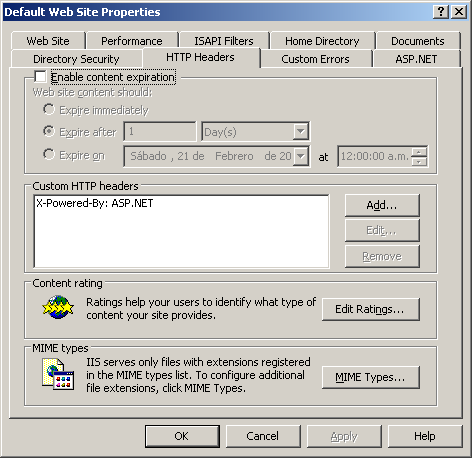 Default Web Site Properties
Web Site Performance ISAPI Filters Home Directory Documents
Directory Security HTTP Headers Custom Errors ASP.NET
Enable content expiration
Web site content should:
Expire immediately
Expire after 1 Day(s)
Expire on Sábado , 21 de Febrero de 20 at 12:00:00 a.m.
Custom HTTP headers
X-Powered-By: ASP.NET
Add...
Edit...
Remove
Content rating
Ratings help your users to identify what type of
content your site provides.
Edit Ratings...
MIME types
IIS serves only files with extensions registered
in the MIME types list. To configure additional
file extensions, click MIME Types.
MIME Types...
OK Cancel Apply Help